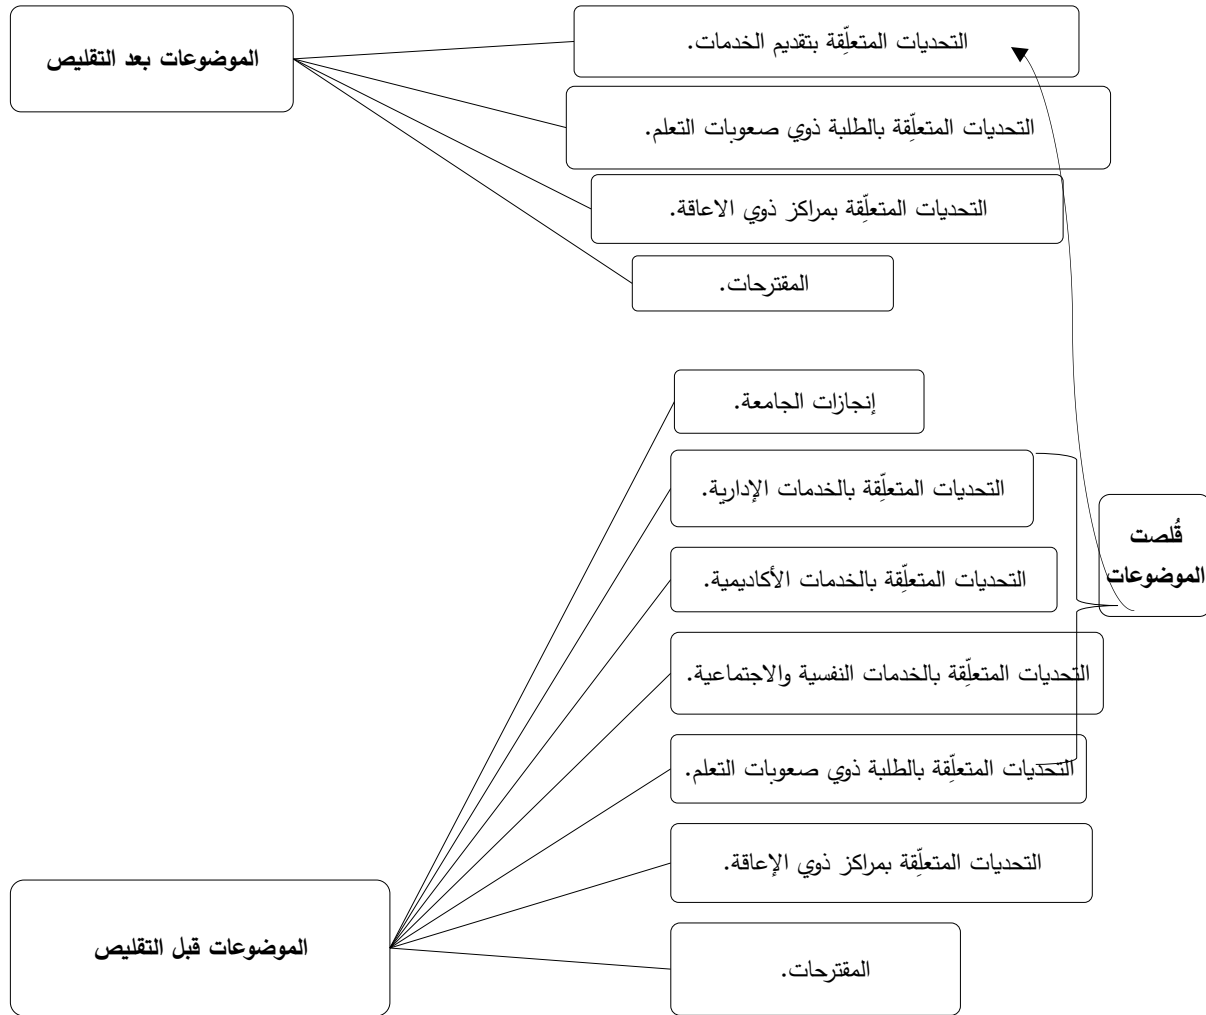 الموضوعات بعد التقليص
التحديات المتعلّقة بتقديم الخدمات.
التحديات المتعلّقة بالطلبة ذوي صعوبات التعلم.
التحديات المتعلّقة بمراكز ذوي الاعاقة.
المقترحات.
إنجازات الجامعة.
التحديات المتعلّقة بالخدمات الإدارية.
قُلصت
الموضوعات
التحديات المتعلّقة بالخدمات الأكاديمية.
التحديات المتعلّقة بالخدمات النفسية والاجتماعية.
التحديات المتعلّقة بالطلبة ذوي صعوبات التعلم.
التحديات المتعلّقة بمراكز ذوي الإعاقة.
الموضوعات قبل التقليص
المقترحات.